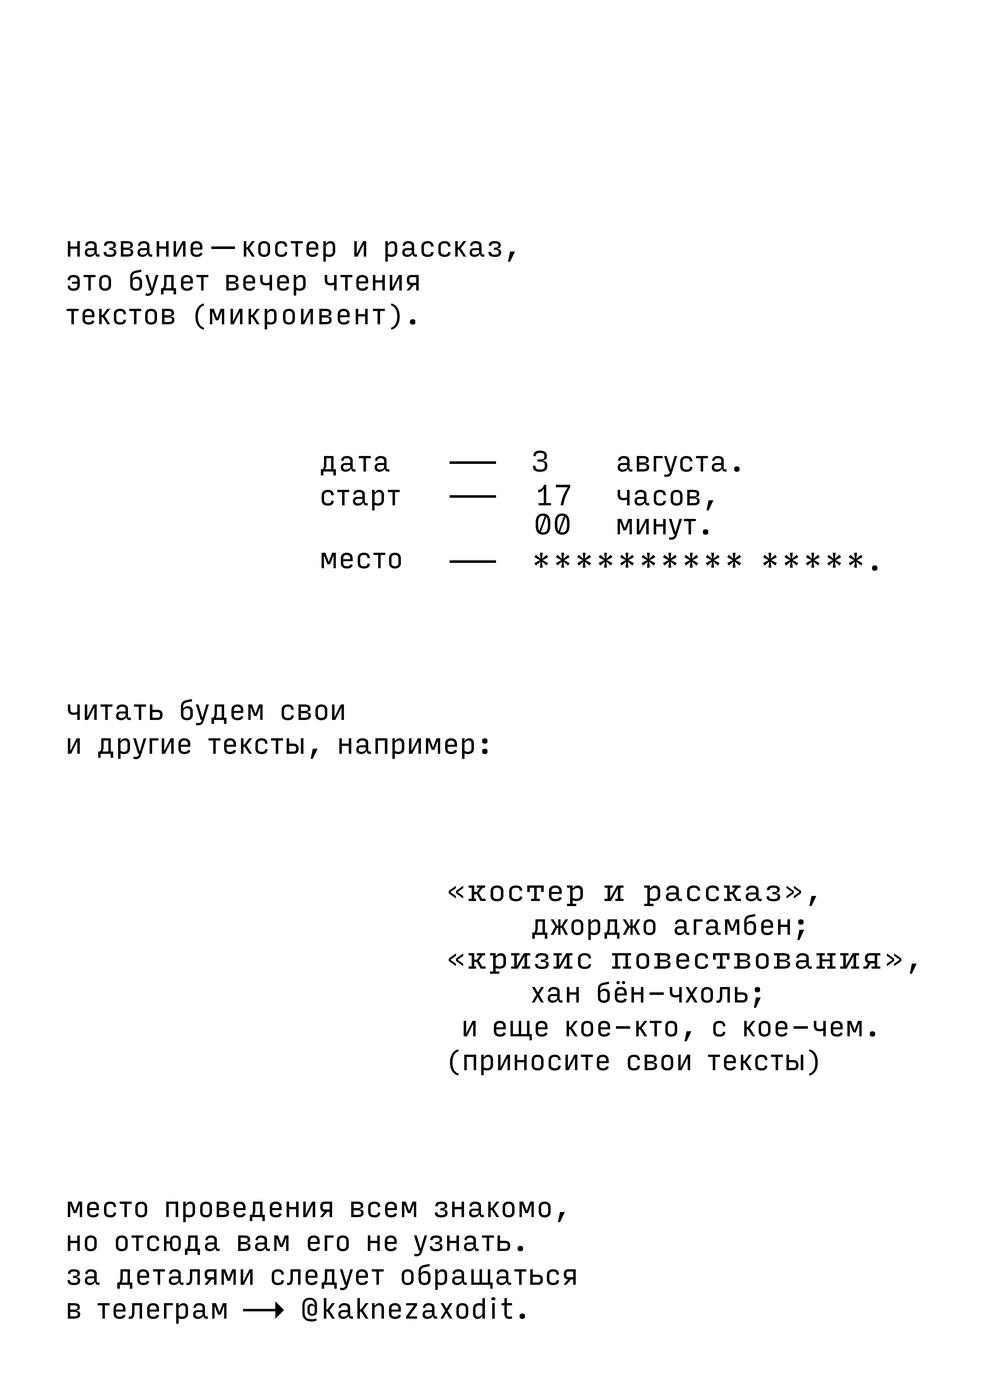 название — костер и рассказ,
это будет вечер чтения
текстов (микроивент).
дата — 3 августа.
старт — 17 часов,
00 минут.
место — ********** *****.
читать будем свои
и другие тексты, например:
«костер и рассказ»,
джорджо агамбен;
«кризис повествования»,
хан бён-чхоль;
и еще кое-кто, с кое-чем.
(приносите свои тексты)
место проведения всем знакомо,
но отсюда вам его не узнать.
за деталями следует обращаться
в телеграм → @kaknezaxodit.